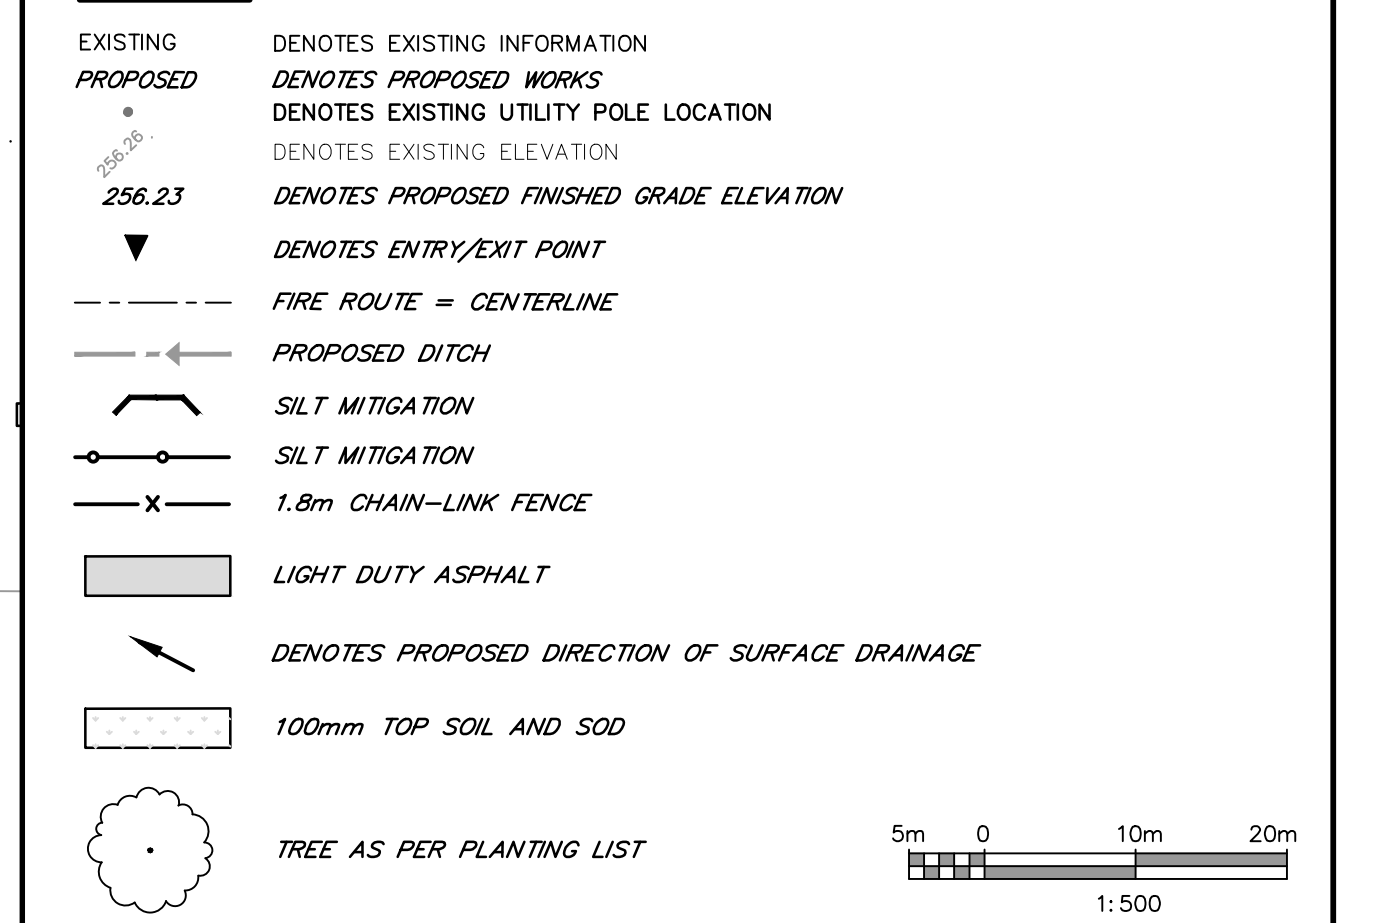 EXISTING DENOTES EXISTING INFORMATION
PROPOSED DENOTES PROPOSED WORKS
DENOTES EXISTING UTILITY POLE LOCATION
256.26 DENOTES EXISTING ELEVATION
256.23 DENOTES PROPOSED FINISHED GRADE ELEVATION
DENOTES ENTRY/EXIT POINT
FIRE ROUTE = CENTERLINE
PROPOSED DITCH
SILT MITIGATION
SILT MITIGATION
X 1.8m CHAIN-LINK FENCE
LIGHT DUTY ASPHALT
DENOTES PROPOSED DIRECTION OF SURFACE DRAINAGE
100mm TOP SOIL AND SOD
TREE AS PER PLANTING LIST
5m 0 10m 20m
1:500